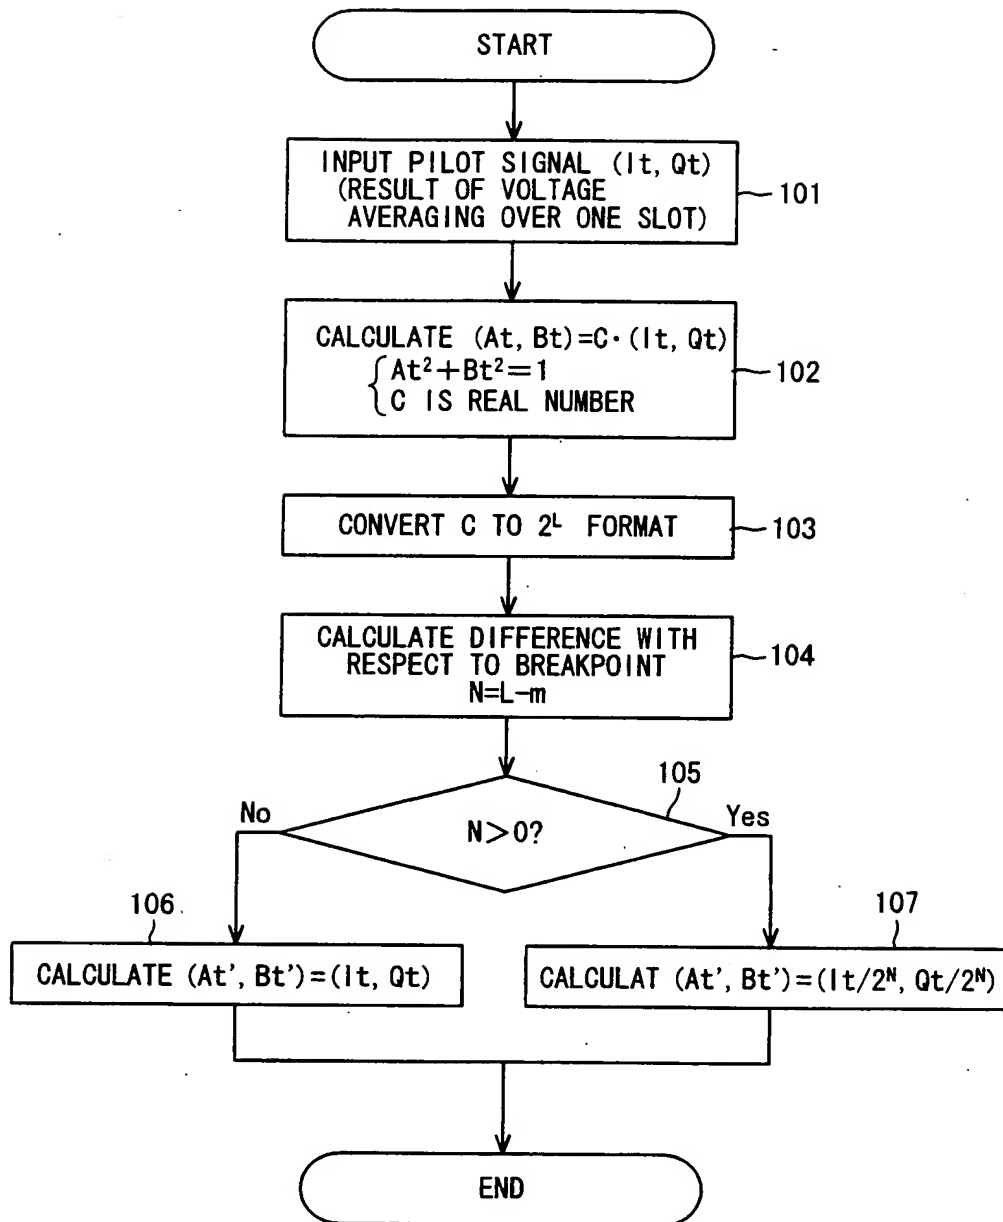 START
INPUT PILOT SIGNAL (It, Qt)
(RESULT OF VOLTAGE
AVERAGING OVER ONE SLOT)
101
CALCULATE (At, Bt)=C·(It, Qt)
At²+Bt²=1
C IS REAL NUMBER
102
CONVERT C TO 2ᴸ FORMAT
103
CALCULATE DIFFERENCE WITH
RESPECT TO BREAKPOINT
N=L-m
104
105
No
N>0?
Yes
106
107
CALCULATE (At', Bt')=(It, Qt)
CALCULAT (At', Bt')=(It/2ᴺ, Qt/2ᴺ)
END